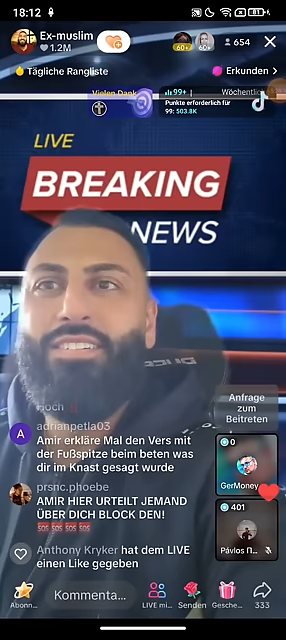 18:12
81
Ex-muslim
1.2M
60+
60+
654
Tägliche Rangliste
Erkunden >
Vielen Dank
99+
Punkte erforderlich für
99: 503.8K
LIVE
BREAKING
NEWS
Hoch
adrianpetla03
Amir erkläre Mal den Vers mit
der Fußspitze beim beten was
dir im Knast gesagt wurde
prsnc.phoebe
AMIR HIER URTEILT JEMAND
ÜBER DICH BLOCK DEN!
🆘🆘🆘🆘
Anthony Kryker hat dem LIVE
einen Like gegeben
Anfrage
zum
Beitreten
0
GerMoney
401
Pávlos Π...
Abonn...
Kommenta...
LIVE mi...
Senden
Gesche...
333